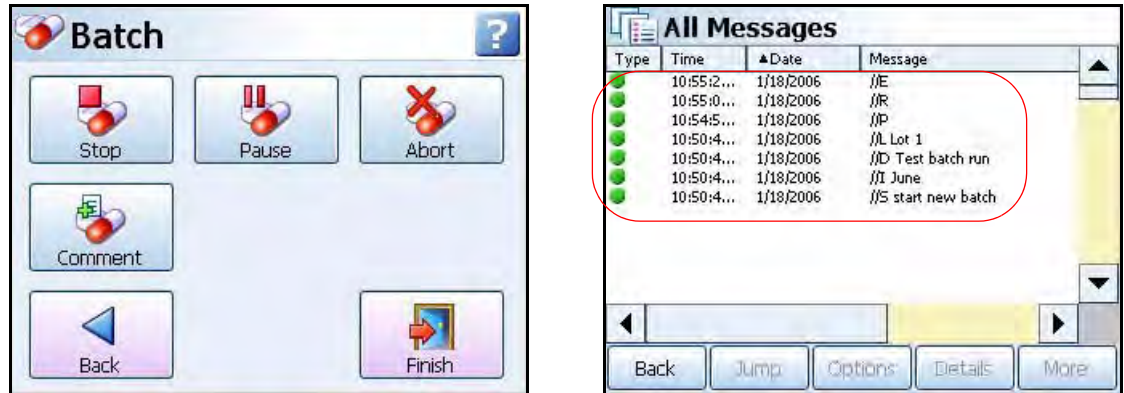 Batch
?
Stop Pause Abort
Comment
Back Finish
All Messages
Type Time ▲Date Message
10:55:2... 1/18/2006 //E
10:55:0... 1/18/2006 //R
10:54:5... 1/18/2006 //P
10:50:4... 1/18/2006 //L Lot 1
10:50:4... 1/18/2006 //D Test batch run
10:50:4... 1/18/2006 //I June
10:50:4... 1/18/2006 //S start new batch
Back Jump Options Details More